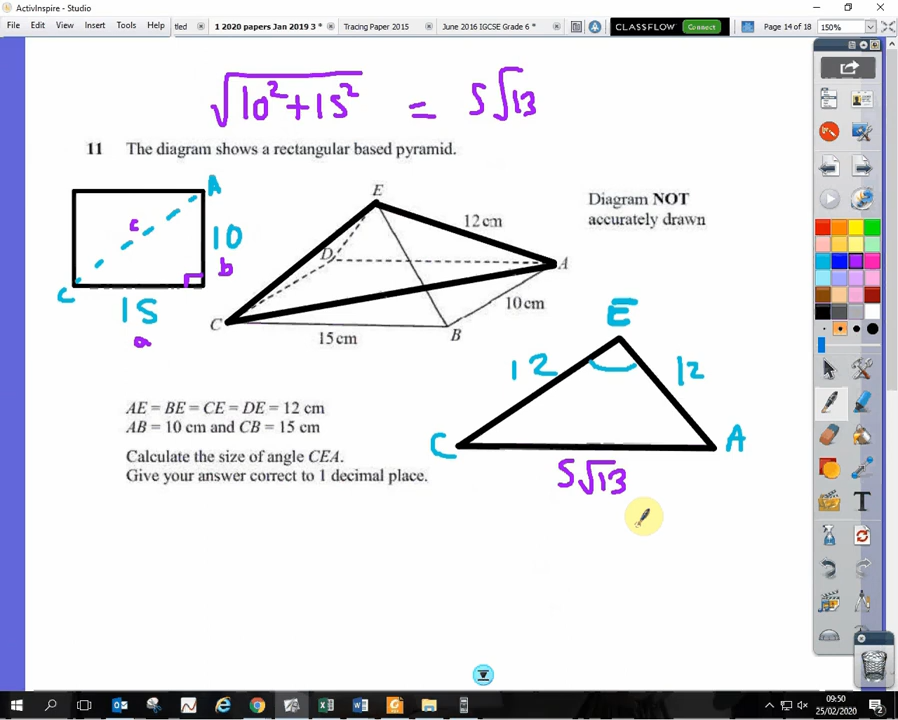 ActivInspire - Studio
File Edit View Insert Tools Help
tled 1 2020 papers Jan 2019 3 * Tracing Paper 2015 June 2016 IGCSE Grade 6 * CLASSFLOW Connect Page 14 of 18 150%
√10²+15² = 5√13
11 The diagram shows a rectangular based pyramid.
A
c
10
b
C
15
a
E
12 cm
D
A
10 cm
C
15 cm
B
Diagram NOT
accurately drawn
E
12
12
C
A
5√13
AE = BE = CE = DE = 12 cm
AB = 10 cm and CB = 15 cm
Calculate the size of angle CEA.
Give your answer correct to 1 decimal place.
T
09:50
25/02/2020
2